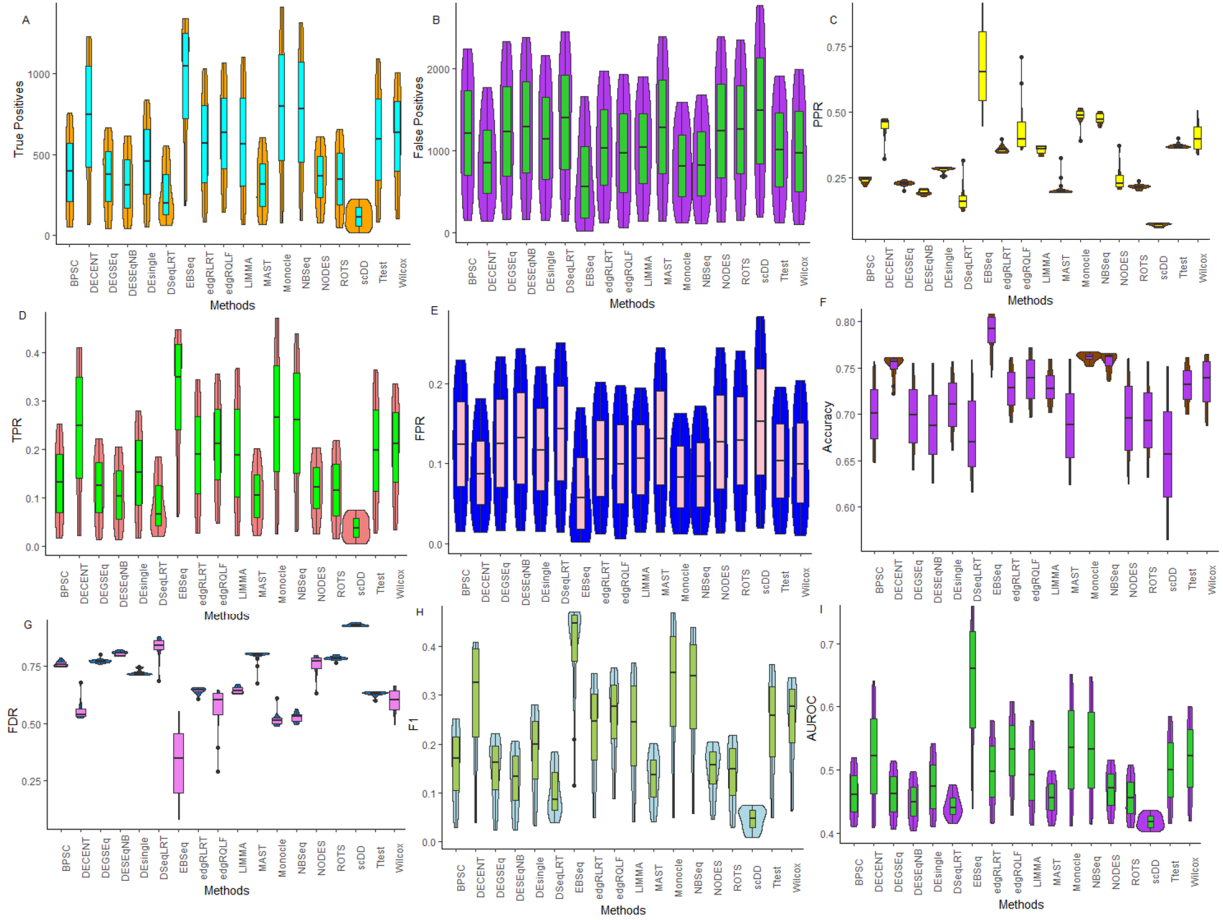 A
True Positives
1000
500
0
BPSC
DECENT
DEGSEq
DESEqNB
DEsingle
DSeqLRT
EBSeq
edgRLRT
edgRQLF
LIMMA
MAST
Monocle
NBSeq
NODES
ROTS
scDD
Ttest
Wilcox
Methods
B
False Positives
2000
1000
0
BPSC
DECENT
DEGSEq
DESEqNB
DEsingle
DSeqLRT
EBSeq
edgRLRT
edgRQLF
LIMMA
MAST
Monocle
NBSeq
NODES
ROTS
scDD
Ttest
Wilcox
Methods
C
PPR
0.75
0.50
0.25
BPSC
DECENT
DEGSEq
DESEqNB
DEsingle
DSeqLRT
EBSeq
edgRLRT
edgRQLF
LIMMA
MAST
Monocle
NBSeq
NODES
ROTS
scDD
Ttest
Wilcox
Methods
D
TPR
0.4
0.3
0.2
0.1
0.0
BPSC
DECENT
DEGSEq
DESEqNB
DEsingle
DSeqLRT
EBSeq
edgRLRT
edgRQLF
LIMMA
MAST
Monocle
NBSeq
NODES
ROTS
scDD
Ttest
Wilcox
Methods
E
FPR
0.2
0.1
0.0
BPSC
DECENT
DEGSEq
DESEqNB
DEsingle
DSeqLRT
EBSeq
edgRLRT
edgRQLF
LIMMA
MAST
Monocle
NBSeq
NODES
ROTS
scDD
Ttest
Wilcox
Methods
F
Accuracy
0.80
0.75
0.70
0.65
0.60
BPSC
DECENT
DEGSEq
DESEqNB
DEsingle
DSeqLRT
EBSeq
edgRLRT
edgRQLF
LIMMA
MAST
Monocle
NBSeq
NODES
ROTS
scDD
Ttest
Wilcox
Methods
G
FDR
0.75
0.50
0.25
BPSC
DECENT
DEGSEq
DESEqNB
DEsingle
DSeqLRT
EBSeq
edgRLRT
edgRQLF
LIMMA
MAST
Monocle
NBSeq
NODES
ROTS
scDD
Ttest
Wilcox
Methods
H
F1
0.4
0.3
0.2
0.1
0.0
BPSC
DECENT
DEGSEq
DESEqNB
DEsingle
DSeqLRT
EBSeq
edgRLRT
edgRQLF
LIMMA
MAST
Monocle
NBSeq
NODES
ROTS
scDD
Ttest
Wilcox
Methods
I
AUROC
0.7
0.6
0.5
0.4
BPSC
DECENT
DEGSEq
DESEqNB
DEsingle
DSeqLRT
EBSeq
edgRLRT
edgRQLF
LIMMA
MAST
Monocle
NBSeq
NODES
ROTS
scDD
Ttest
Wilcox
Methods